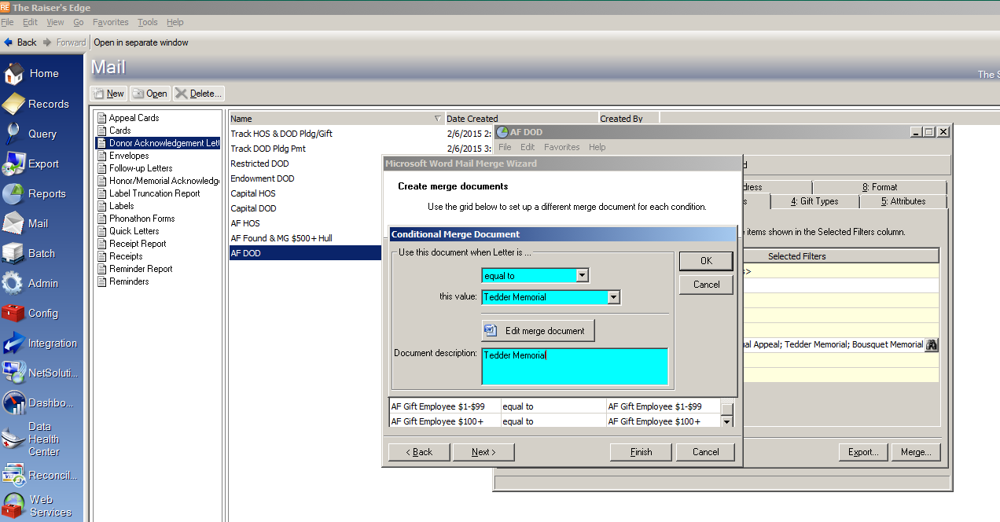 RE The Raiser's Edge
File Edit View Go Favorites Tools Help
Back Forward Open in separate window
Mail
The
New Open Delete...
Home
Records
Query
Export
Reports
Mail
Batch
Admin
Config
Integration
NetSoluti...
Dashbo...
Data
Health
Center
Reconcil...
Web
Services
Appeal Cards
Cards
Donor Acknowledgement Lett
Envelopes
Follow-up Letters
Honor/Memorial Acknowledge
Label Truncation Report
Labels
Phonathon Forms
Quick Letters
Receipt Report
Receipts
Reminder Report
Reminders
Name Date Created Created By
Track HOS & DOD Pldg/Gift 2/6/2015 2:
Track DOD Pldg Pmt 2/6/2015 3:
Restricted DOD
Endowment DOD
Capital HOS
Capital DOD
AF HOS
AF Found & MG $500+ Hull
AF DOD
AF DOD
File Edit Favorites Help
dress 8: Format
s 4: Gift Types 5: Attributes
items shown in the Selected Filters column.
Selected Filters
s>
al Appeal; Tedder Memorial; Bousquet Memorial
Export... Merge...
Microsoft Word Mail Merge Wizard
Create merge documents
Use the grid below to set up a different merge document for each condition.
Conditional Merge Document
Use this document when Letter is ...
equal to
this value: Tedder Memorial
Edit merge document
Document description: Tedder Memorial
OK
Cancel
AF Gift Employee $1-$99 equal to AF Gift Employee $1-$99
AF Gift Employee $100+ equal to AF Gift Employee $100+
< Back Next > Finish Cancel